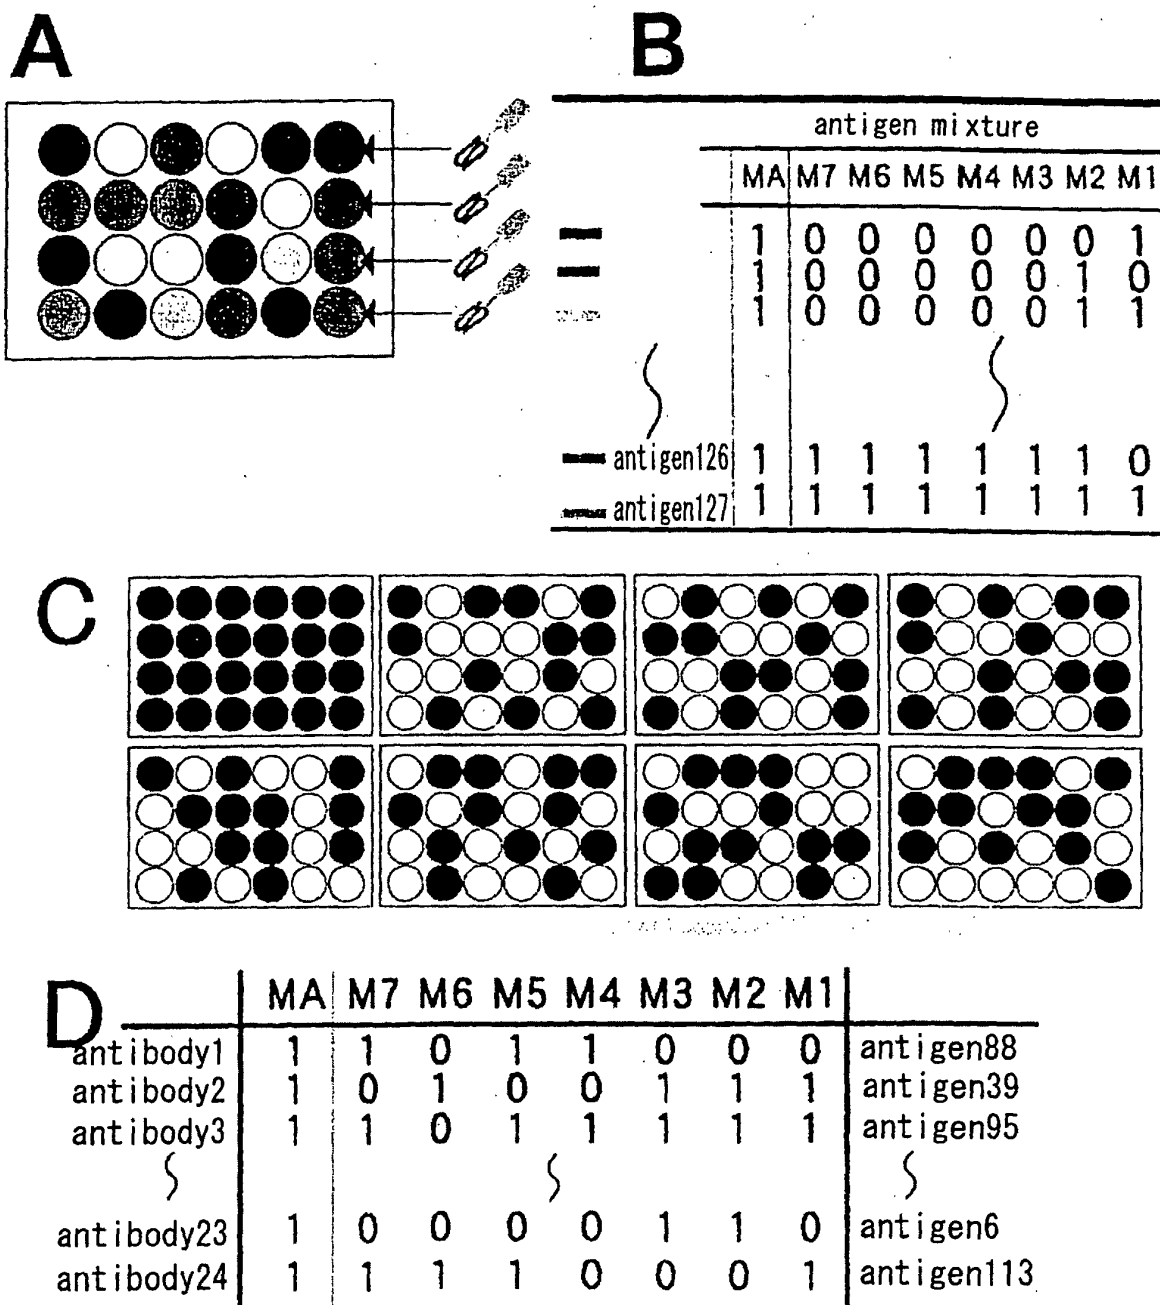 A
B
antigen mixture
MA M7 M6 M5 M4 M3 M2 M1
1 0 0 0 0 0 0 1
1 0 0 0 0 0 1 0
1 0 0 0 0 0 1 1
antigen126 1 1 1 1 1 1 1 0
antigen127 1 1 1 1 1 1 1 1
C
D
MA M7 M6 M5 M4 M3 M2 M1
antibody1 1 1 0 1 1 0 0 0 antigen88
antibody2 1 0 1 0 0 1 1 1 antigen39
antibody3 1 1 0 1 1 1 1 1 antigen95
antibody23 1 0 0 0 0 1 1 0 antigen6
antibody24 1 1 1 1 0 0 0 1 antigen113